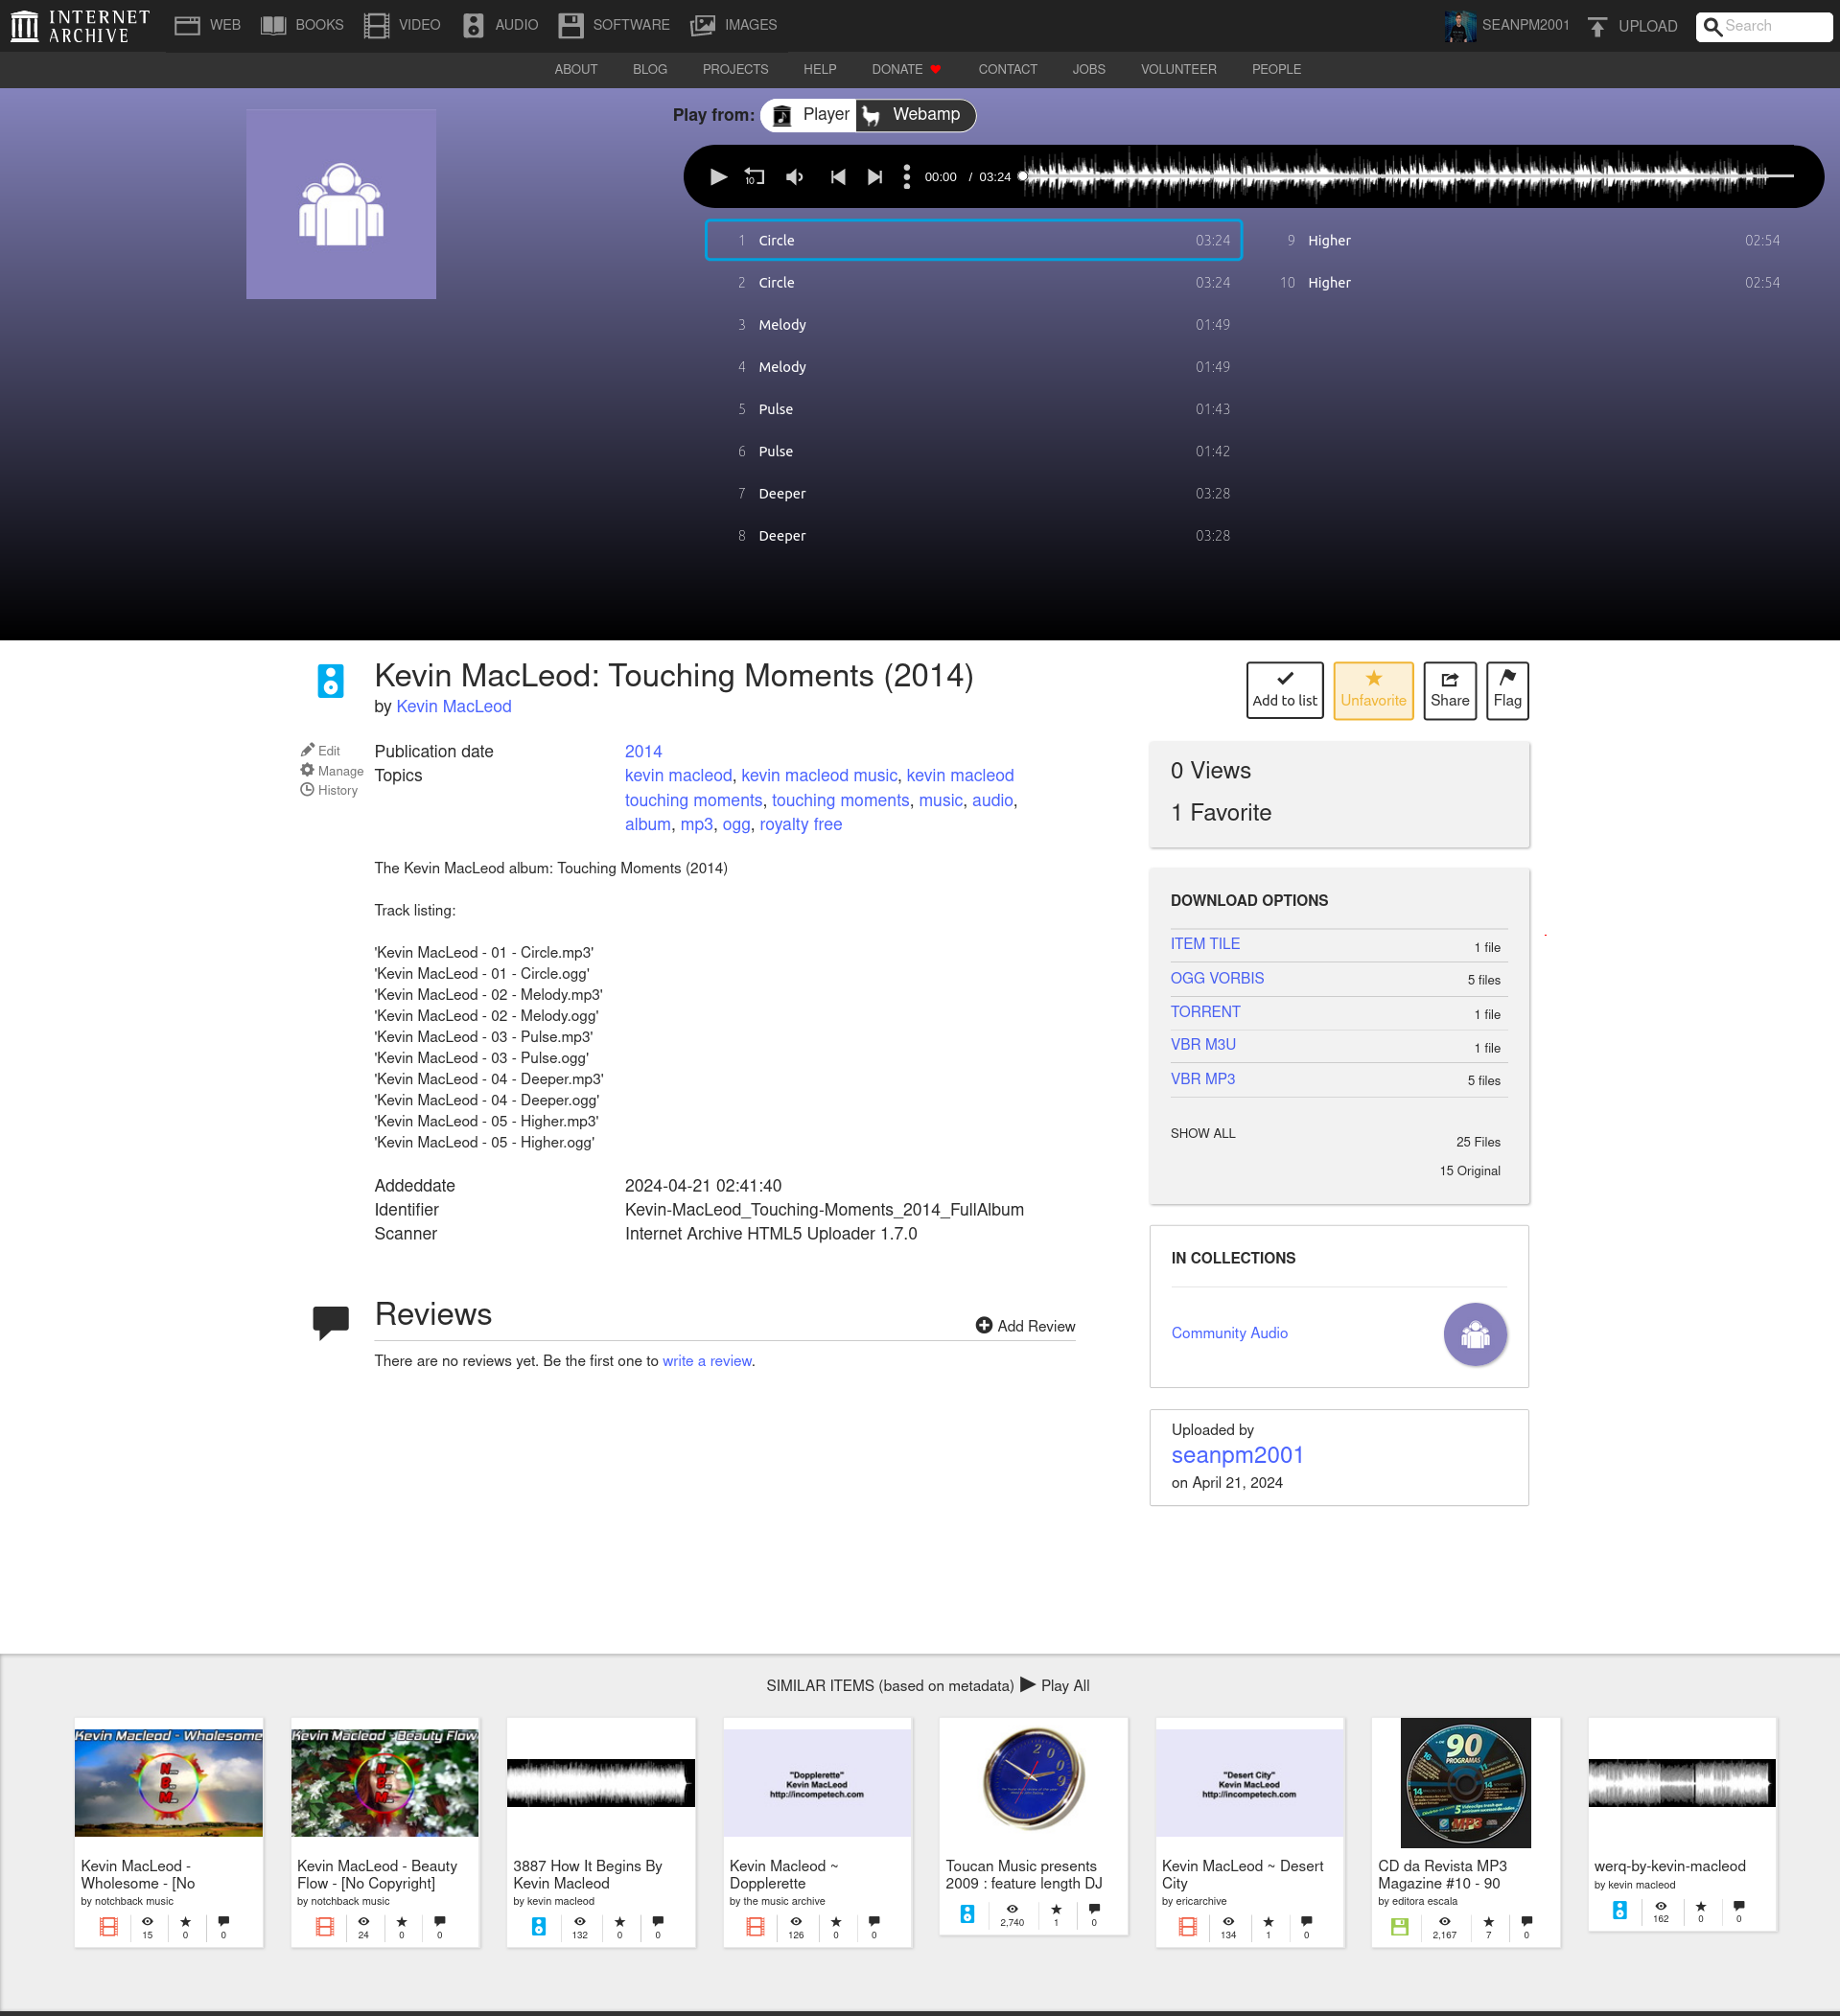 INTERNET ARCHIVE
WEB BOOKS VIDEO AUDIO SOFTWARE IMAGES SEANPM2001 UPLOAD Search
ABOUT BLOG PROJECTS HELP DONATE CONTACT JOBS VOLUNTEER PEOPLE
Play from: Player Webamp
10 00:00 / 03:24
1 Circle 03:24
2 Circle 03:24
3 Melody 01:49
4 Melody 01:49
5 Pulse 01:43
6 Pulse 01:42
7 Deeper 03:28
8 Deeper 03:28
9 Higher 02:54
10 Higher 02:54
Kevin MacLeod: Touching Moments (2014)
by Kevin MacLeod
Add to list Unfavorite Share Flag
Edit
Manage
History
Publication date 2014
Topics kevin macleod, kevin macleod music, kevin macleod
touching moments, touching moments, music, audio,
album, mp3, ogg, royalty free
The Kevin MacLeod album: Touching Moments (2014)
Track listing:
'Kevin MacLeod - 01 - Circle.mp3'
'Kevin MacLeod - 01 - Circle.ogg'
'Kevin MacLeod - 02 - Melody.mp3'
'Kevin MacLeod - 02 - Melody.ogg'
'Kevin MacLeod - 03 - Pulse.mp3'
'Kevin MacLeod - 03 - Pulse.ogg'
'Kevin MacLeod - 04 - Deeper.mp3'
'Kevin MacLeod - 04 - Deeper.ogg'
'Kevin MacLeod - 05 - Higher.mp3'
'Kevin MacLeod - 05 - Higher.ogg'
Addeddate 2024-04-21 02:41:40
Identifier Kevin-MacLeod_Touching-Moments_2014_FullAlbum
Scanner Internet Archive HTML5 Uploader 1.7.0
Reviews
Add Review
There are no reviews yet. Be the first one to write a review.
0 Views
1 Favorite
DOWNLOAD OPTIONS
ITEM TILE 1 file
OGG VORBIS 5 files
TORRENT 1 file
VBR M3U 1 file
VBR MP3 5 files
SHOW ALL 25 Files
15 Original
IN COLLECTIONS
Community Audio
Uploaded by
seanpm2001
on April 21, 2024
SIMILAR ITEMS (based on metadata) Play All
Kevin Macleod - Wholesome
Kevin MacLeod -
Wholesome - [No
by notchback music
15 0 0
Kevin Macleod - Beauty Flow
Kevin MacLeod - Beauty
Flow - [No Copyright]
by notchback music
24 0 0
3887 How It Begins By
Kevin Macleod
by kevin macleod
132 0 0
"Dopplerette"
Kevin MacLeod
http://incompetech.com
Kevin Macleod ~
Dopplerette
by the music archive
126 0 0
2009
Toucan Music presents
2009 : feature length DJ
2,740 1 0
"Desert City"
Kevin MacLeod
http://incompetech.com
Kevin MacLeod ~ Desert
City
by ericarchive
134 1 0
90
PROGRAMAS
MP3
CD da Revista MP3
Magazine #10 - 90
by editora escala
2,167 7 0
werq-by-kevin-macleod
by kevin macleod
162 0 0